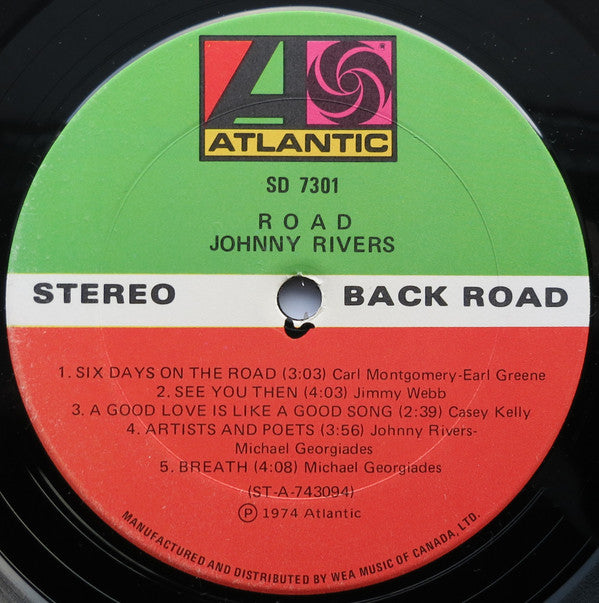 ATLANTIC
SD 7301
ROAD
JOHNNY RIVERS
STEREO BACK ROAD
1. SIX DAYS ON THE ROAD (3:03) Carl Montgomery-Earl Greene
2. SEE YOU THEN (4:03) Jimmy Webb
3. A GOOD LOVE IS LIKE A GOOD SONG (2:39) Casey Kelly
4. ARTISTS AND POETS (3:56) Johnny Rivers-
Michael Georgiades
5. BREATH (4:08) Michael Georgiades
(ST-A-743094)
Ⓟ 1974 Atlantic
MANUFACTURED AND DISTRIBUTED BY WEA MUSIC OF CANADA, LTD.